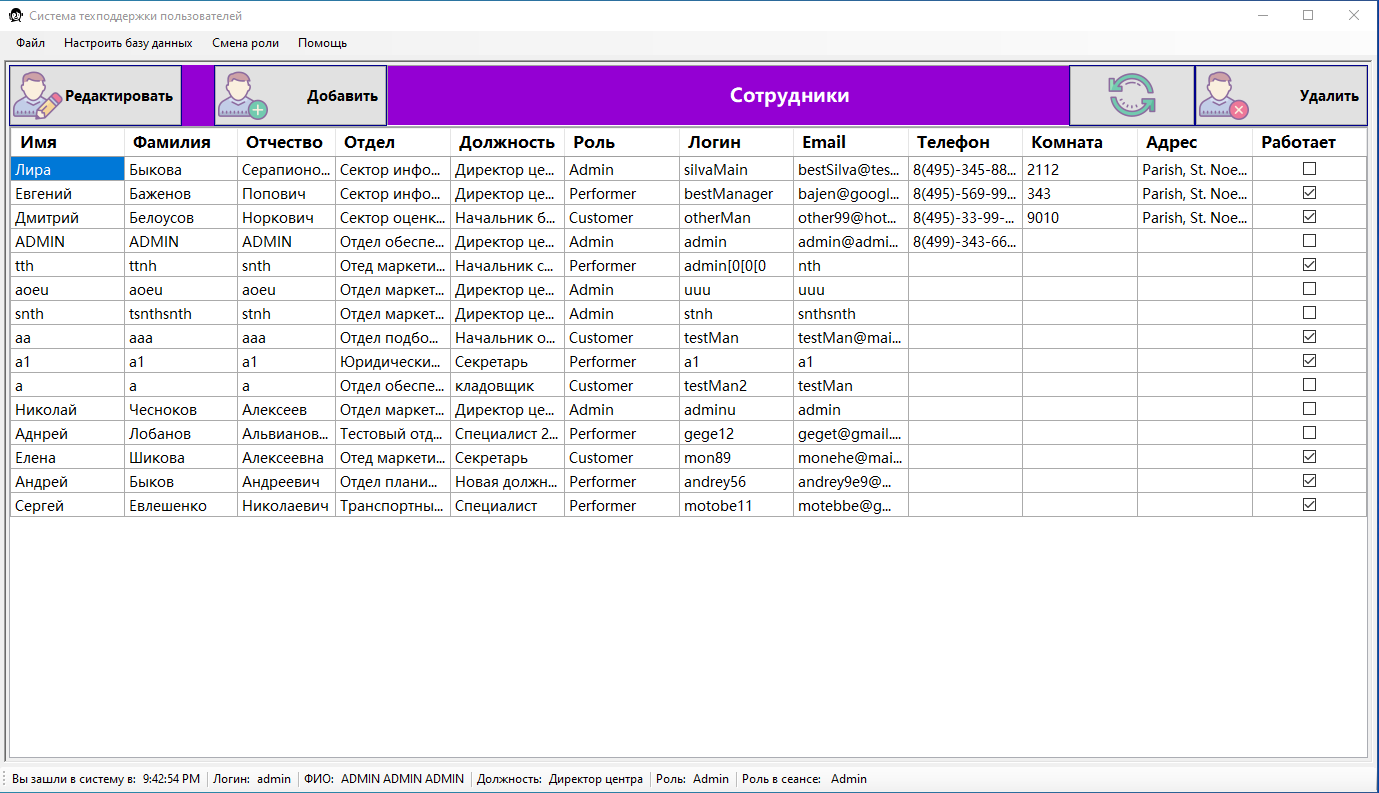 Система техподдержки пользователей
Файл Настроить базу данных Смена роли Помощь
Редактировать Добавить Сотрудники Удалить
Имя Фамилия Отчество Отдел Должность Роль Логин Email Телефон Комната Адрес Работает
Лира Быкова Серапионо... Сектор инфо... Директор це... Admin silvaMain bestSilva@tes... 8(495)-345-88... 2112 Parish, St. Noe...
Евгений Баженов Попович Сектор инфо... Директор це... Performer bestManager bajen@googl... 8(495)-569-99... 343 Parish, St. Noe...
Дмитрий Белоусов Норкович Сектор оценк... Начальник б... Customer otherMan other99@hot... 8(495)-33-99-... 9010 Parish, St. Noe...
ADMIN ADMIN ADMIN Отдел обеспе... Директор це... Admin admin admin@admi... 8(499)-343-66...
tth ttnh snth Отед маркети... Начальник с... Performer admin[0[0[0 nth
aoeu aoeu aoeu Отдел маркет... Директор це... Admin uuu uuu
snth tsnthsnth stnh Отдел маркет... Директор це... Admin stnh snthsnth
aa aaa aaa Отдел подбо... Начальник о... Customer testMan testMan@mai...
a1 a1 a1 Юридически... Секретарь Performer a1 a1
a a a Отдел обеспе... кладовщик Customer testMan2 testMan
Николай Чесноков Алексеев Отдел маркет... Директор це... Admin adminu admin
Аднрей Лобанов Альвианов... Тестовый отд... Специалист 2... Performer gege12 geget@gmail....
Елена Шикова Алексеевна Отед маркети... Секретарь Customer mon89 monehe@mai...
Андрей Быков Андреевич Отдел плани... Новая должн... Performer andrey56 andrey9e9@...
Сергей Евлешенко Николаевич Транспортны... Специалист Performer motobe11 motebbe@g...
Вы зашли в систему в: 9:42:54 PM Логин: admin ФИО: ADMIN ADMIN ADMIN Должность: Директор центра Роль: Admin Роль в сеансе: Admin